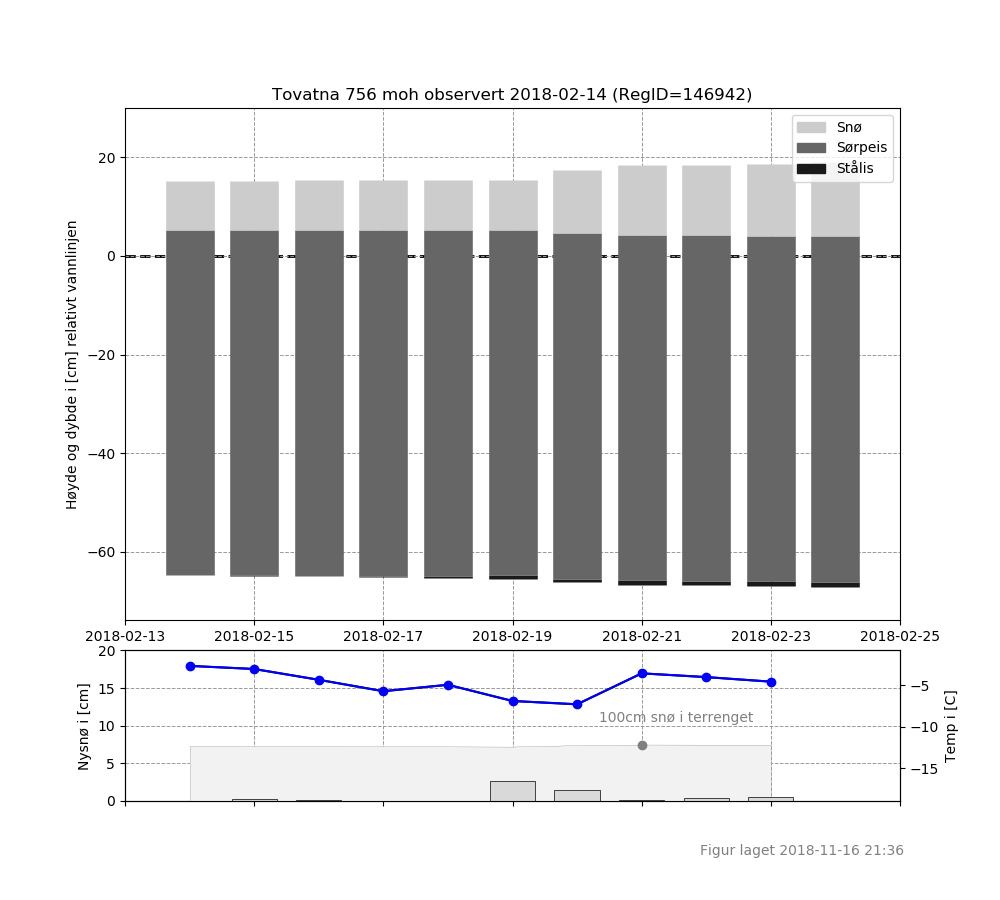 Tovatna 756 moh observert 2018-02-14 (RegID=146942)
Snø
Sørpeis
Stålis
Høyde og dybde i [cm] relativt vannlinjen
20
0
−20
−40
−60
2018-02-13 2018-02-15 2018-02-17 2018-02-19 2018-02-21 2018-02-23 2018-02-25
Nysnø i [cm]
20
15
10
5
0
100cm snø i terrenget
−5
−10
−15
Temp i [C]
Figur laget 2018-11-16 21:36